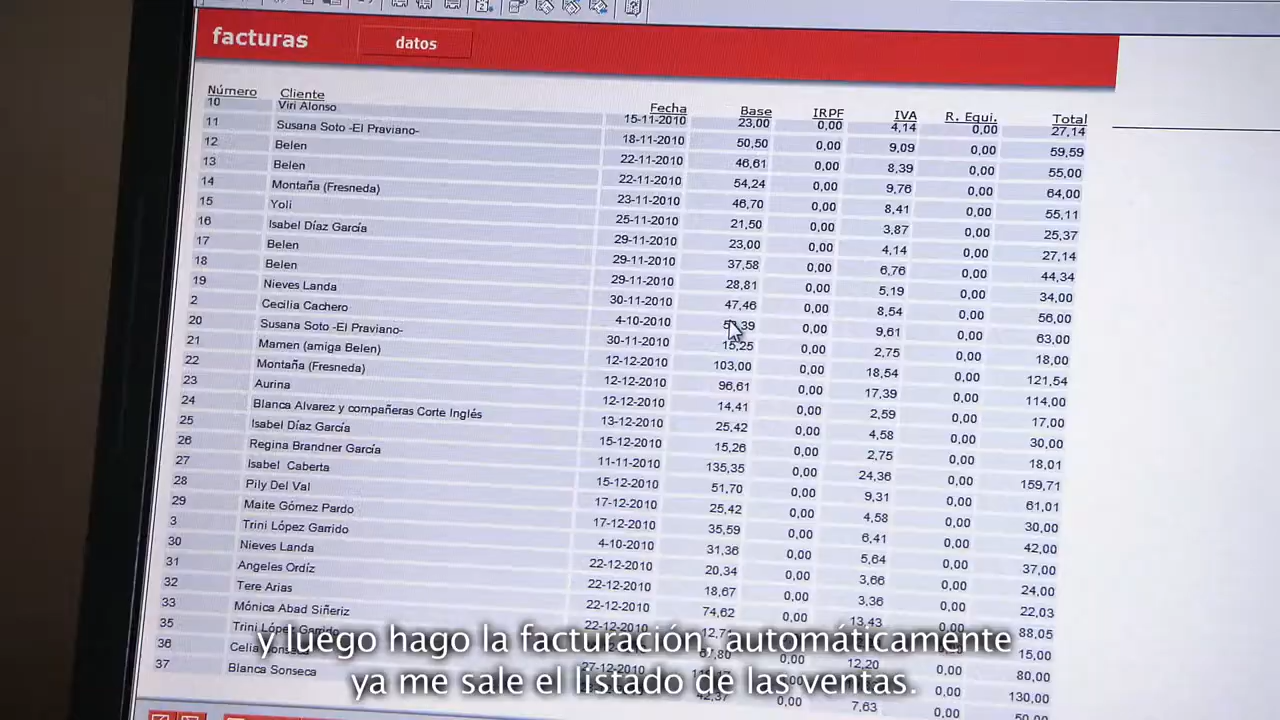 facturas datos
Número Cliente Fecha Base IRPF IVA R. Equi. Total
10 Viri Alonso 15-11-2010 23,00 0,00 4,14 0,00 27,14
11 Susana Soto -El Praviano- 18-11-2010 50,50 0,00 9,09 0,00 59,59
12 Belen 22-11-2010 46,61 0,00 8,39 0,00 55,00
13 Belen 22-11-2010 54,24 0,00 9,76 0,00 64,00
14 Montaña (Fresneda) 23-11-2010 46,70 0,00 8,41 0,00 55,11
15 Yoli 25-11-2010 21,50 0,00 3,87 0,00 25,37
16 Isabel Díaz García 29-11-2010 23,00 0,00 4,14 0,00 27,14
17 Belen 29-11-2010 37,58 0,00 6,76 0,00 44,34
18 Belen 29-11-2010 28,81 0,00 5,19 0,00 34,00
19 Nieves Landa 30-11-2010 47,46 0,00 8,54 0,00 56,00
2 Cecilia Cachero 4-10-2010 0,00 9,61 0,00 63,00
20 Susana Soto -El Praviano- 30-11-2010 15,25 0,00 2,75 0,00 18,00
21 Mamen (amiga Belen) 12-12-2010 103,00 0,00 18,54 0,00 121,54
22 Montaña (Fresneda) 12-12-2010 96,61 0,00 17,39 0,00 114,00
23 Aurina 12-12-2010 14,41 0,00 2,59 0,00 17,00
24 Blanca Alvarez y compañeras Corte Inglés 13-12-2010 25,42 0,00 4,58 0,00 30,00
25 Isabel Díaz García 15-12-2010 15,26 0,00 2,75 0,00 18,01
26 Regina Brandner García 11-11-2010 135,35 0,00 24,36 0,00 159,71
27 Isabel Caberta 15-12-2010 51,70 0,00 9,31 0,00 61,01
28 Pily Del Val 17-12-2010 25,42 0,00 4,58 0,00 30,00
29 Maite Gómez Pardo 17-12-2010 35,59 0,00 6,41 0,00 42,00
3 Trini López Garrido 4-10-2010 31,36 0,00 5,64 0,00 37,00
30 Nieves Landa 22-12-2010 20,34 0,00 3,66 0,00 24,00
31 Angeles Ordíz 22-12-2010 18,67 0,00 3,36 0,00 22,03
32 Tere Arias 22-12-2010 74,62 0,00 13,43 0,00 88,05
33 Mónica Abad Siñeriz 0,00 0,00 15,00
35 Trini López Garrido 0,00 12,20 0,00 80,00
36 Celia 27-12-2010 0,00 130,00
37 Blanca Sonseca 42,37 0,00 7,63 0,00
y luego hago la facturación, automáticamente
ya me sale el listado de las ventas.